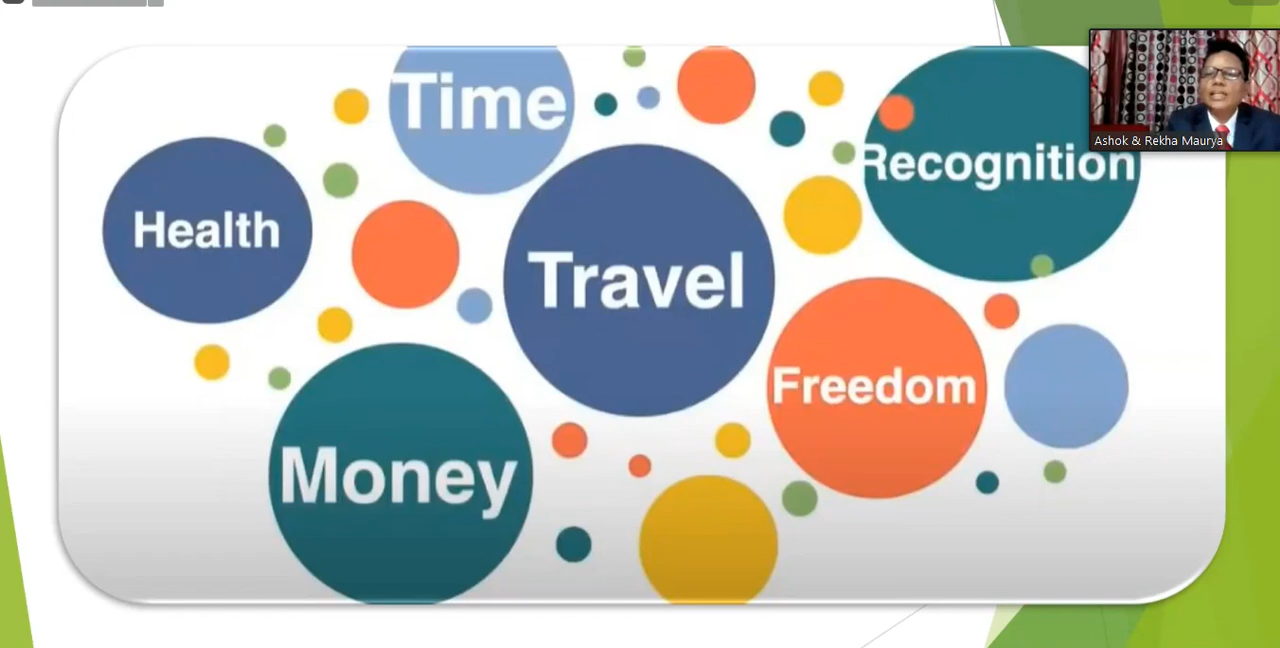 Time
Recognition
Health
Travel
Freedom
Money
Ashok & Rekha Maurya